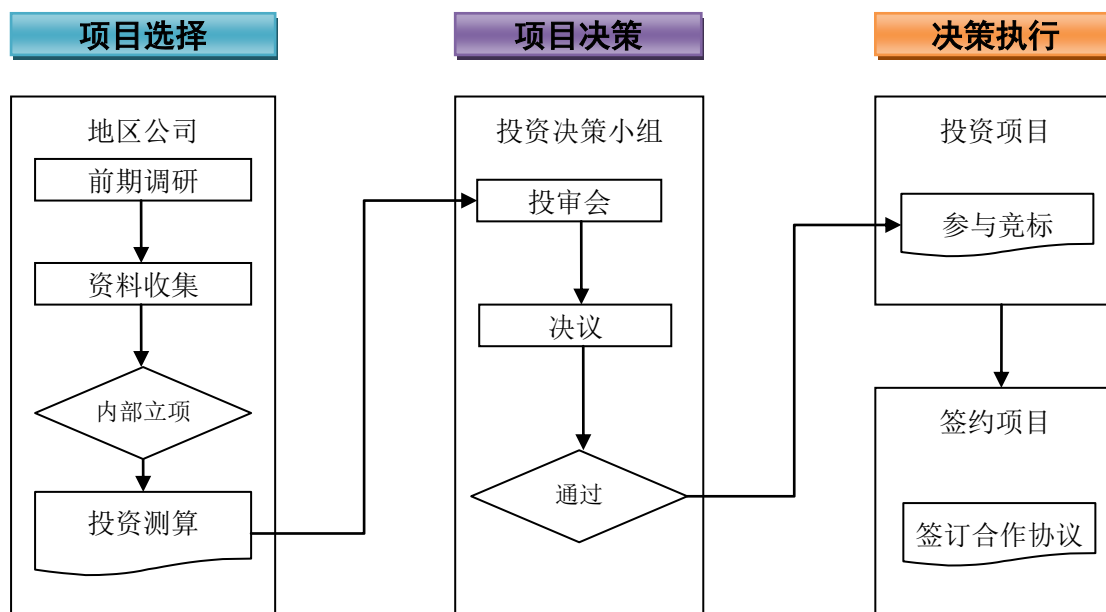 项目选择
项目决策
决策执行
地区公司
前期调研
资料收集
内部立项
投资测算
投资决策小组
投审会
决议
通过
投资项目
参与竞标
签约项目
签订合作协议